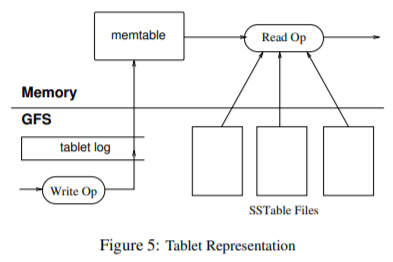 memtable
Read Op
Memory
GFS
tablet log
Write Op
SSTable Files
Figure 5: Tablet Representation